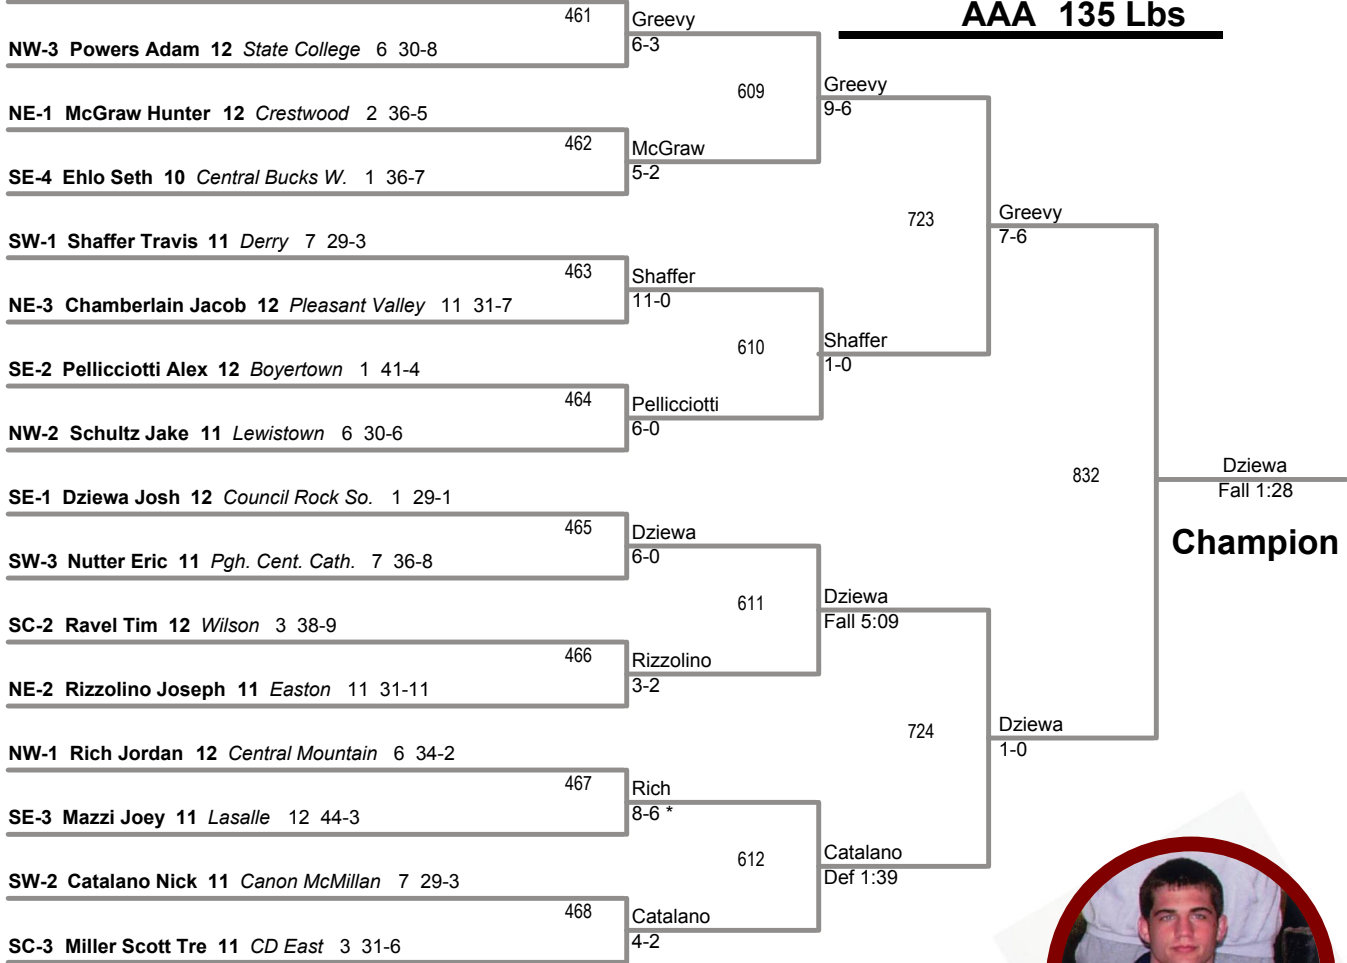 AAA 135 Lbs
461
Greevy
6-3
NW-3 Powers Adam 12 State College 6 30-8
609
Greevy
9-6
NE-1 McGraw Hunter 12 Crestwood 2 36-5
462
McGraw
5-2
SE-4 Ehlo Seth 10 Central Bucks W. 1 36-7
723
Greevy
7-6
SW-1 Shaffer Travis 11 Derry 7 29-3
463
Shaffer
11-0
NE-3 Chamberlain Jacob 12 Pleasant Valley 11 31-7
610
Shaffer
1-0
SE-2 Pellicciotti Alex 12 Boyertown 1 41-4
464
Pellicciotti
6-0
NW-2 Schultz Jake 11 Lewistown 6 30-6
832
Dziewa
Fall 1:28
Champion
SE-1 Dziewa Josh 12 Council Rock So. 1 29-1
465
Dziewa
6-0
SW-3 Nutter Eric 11 Pgh. Cent. Cath. 7 36-8
611
Dziewa
Fall 5:09
SC-2 Ravel Tim 12 Wilson 3 38-9
466
Rizzolino
3-2
NE-2 Rizzolino Joseph 11 Easton 11 31-11
724
Dziewa
1-0
NW-1 Rich Jordan 12 Central Mountain 6 34-2
467
Rich
8-6 *
SE-3 Mazzi Joey 11 Lasalle 12 44-3
612
Catalano
Def 1:39
SW-2 Catalano Nick 11 Canon McMillan 7 29-3
468
Catalano
4-2
SC-3 Miller Scott Tre 11 CD East 3 31-6